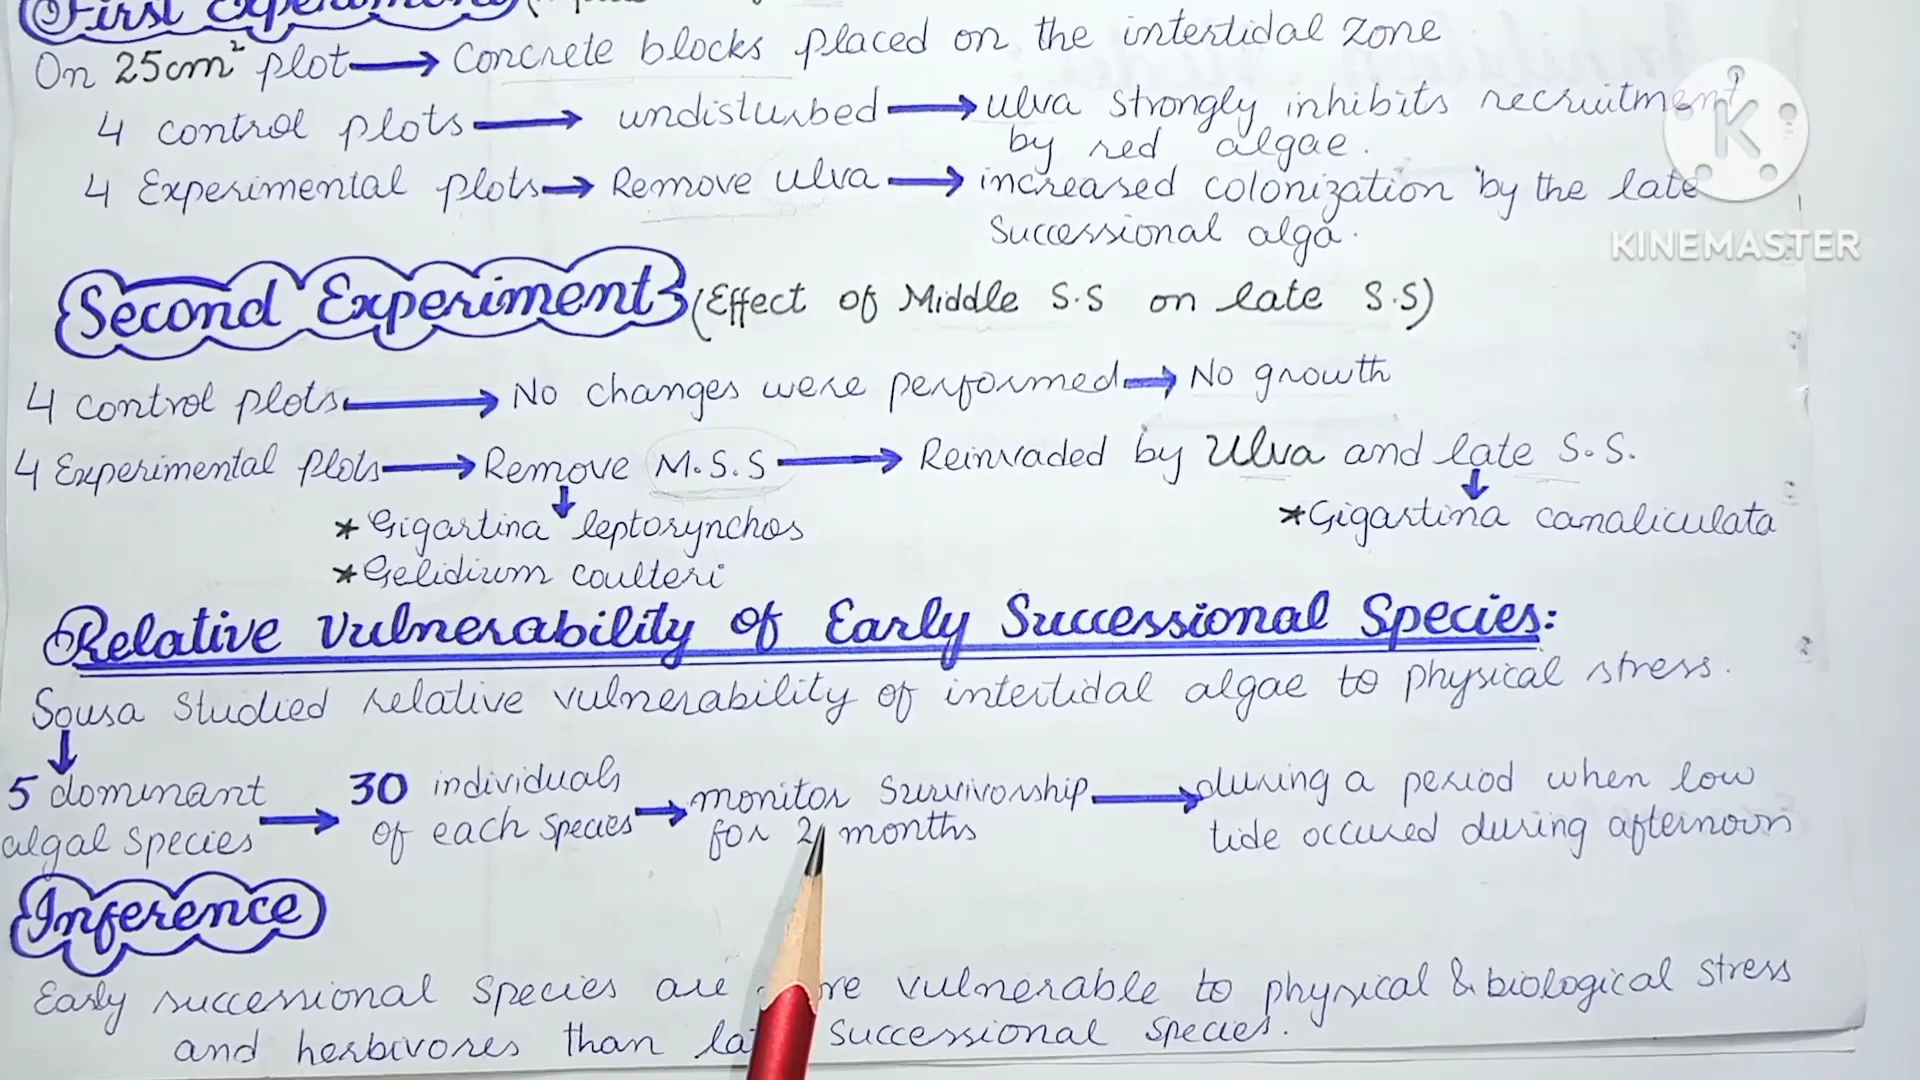 First Experiment
On 25cm² plot → Concrete blocks placed on the intertidal zone
4 control plots → undisturbed → ulva strongly inhibits recruitment
by red algae.
4 Experimental plots → Remove ulva → increased colonization by the late
Successional alga.
Second Experiment (Effect of Middle S.S on late S.S)
4 control plots → No changes were performed → No growth
4 Experimental plots → Remove M.S.S → Reinvaded by Ulva and late S.S.
* Gigartina leptorynchos
* Gigartina canaliculata
* Gelidium coulteri
Relative Vulnerability of Early Successional Species:
Sousa studied relative vulnerability of intertidal algae to physical stress.
5 dominant → 30 individuals → monitor survivorship → during a period when low
algal species of each species for 2 months tide occured during afternoon
Inference
Early successional species are vulnerable to physical & biological stress
and herbivores than successional species.
K
KINEMASTER